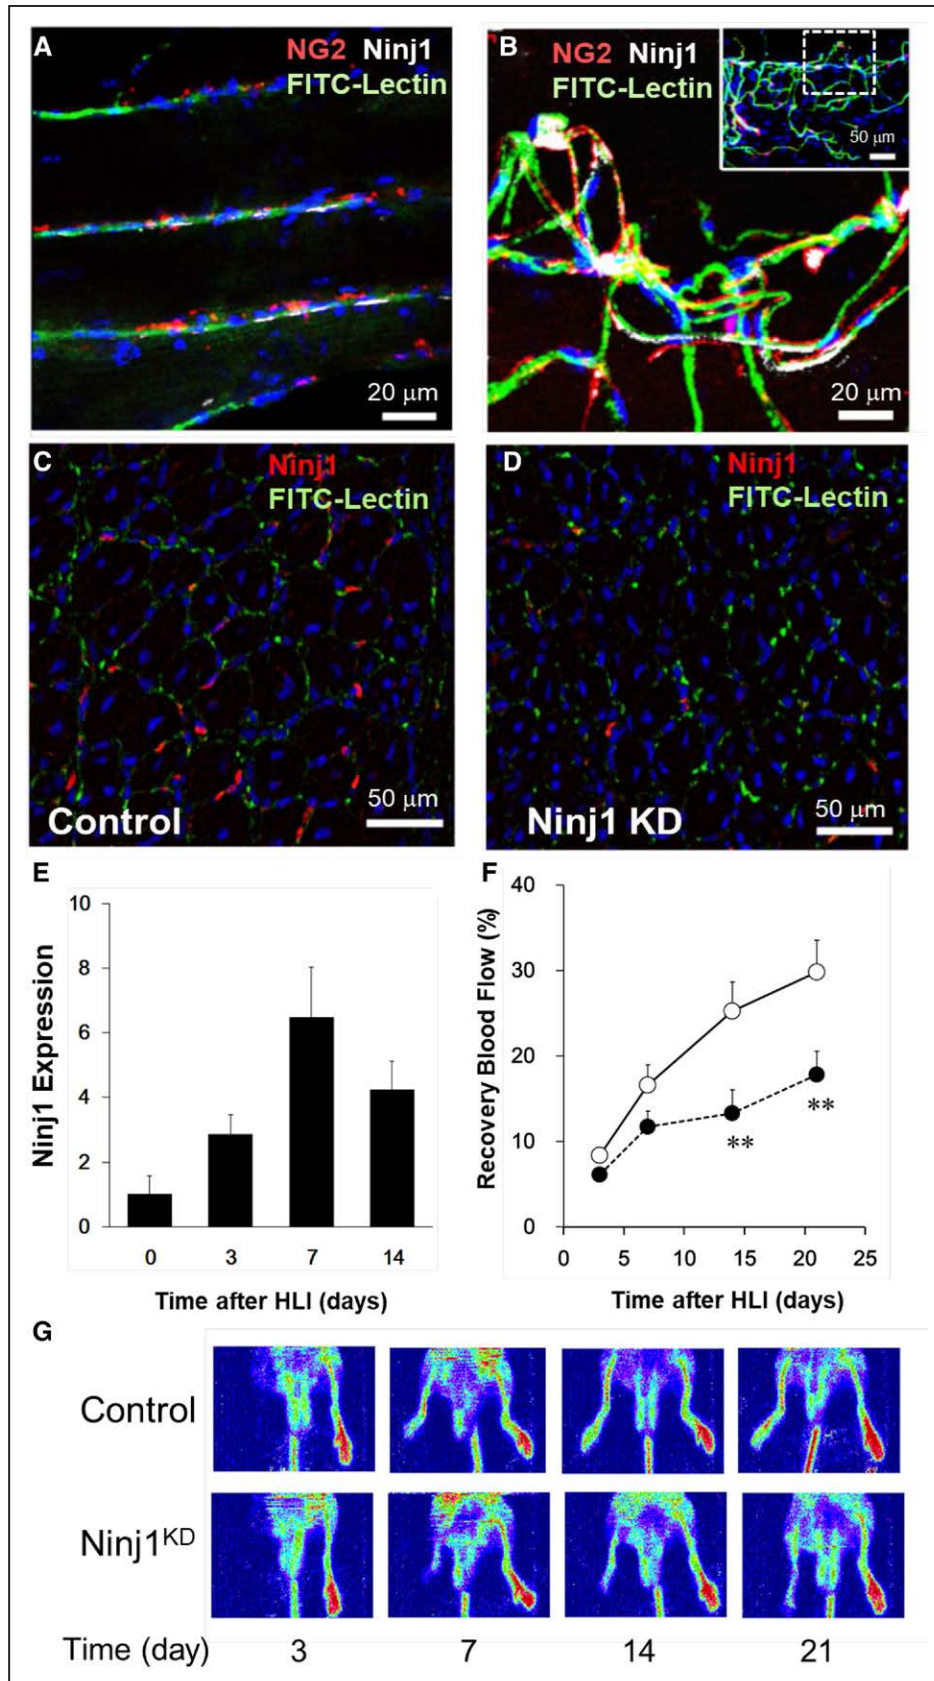 A
NG2 Ninj1
FITC-Lectin
20 μm
B
NG2 Ninj1
FITC-Lectin
50 μm
20 μm
C
Ninj1
FITC-Lectin
Control
50 μm
D
Ninj1
FITC-Lectin
Ninj1 KD
50 μm
E
Ninj1 Expression
10
8
6
4
2
0
0 3 7 14
Time after HLI (days)
F
Recovery Blood Flow (%)
40
30
20
10
0
**
**
0 5 10 15 20 25
Time after HLI (days)
G
Control
Ninj1KD
Time (day) 3 7 14 21